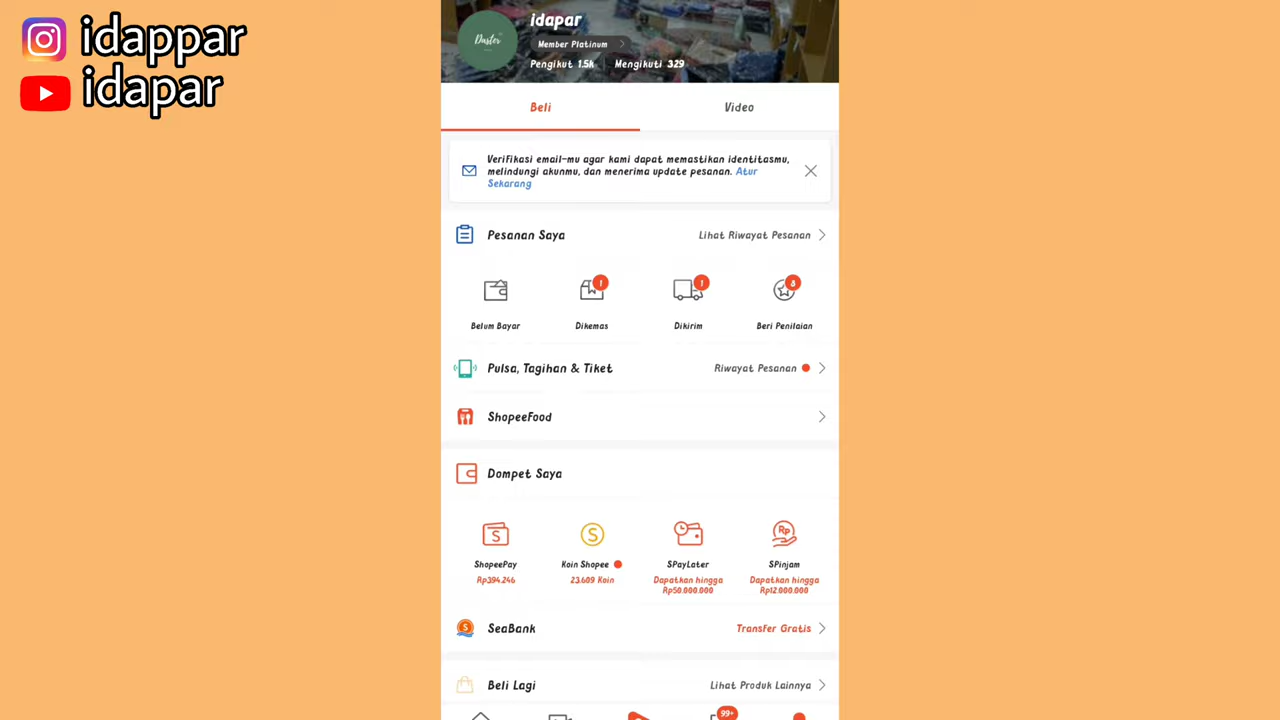 idappar
idapar
idapar
Daster
Member Platinum
Pengikut 1.5k | Mengikuti 329
Beli
Video
Verifikasi email-mu agar kami dapat memastikan identitasmu,
melindungi akunmu, dan menerima update pesanan. Atur
Sekarang
Pesanan Saya
Lihat Riwayat Pesanan
1
1
8
Belum Bayar
Dikemas
Dikirim
Beri Penilaian
Pulsa, Tagihan & Tiket
Riwayat Pesanan
ShopeeFood
Dompet Saya
ShopeePay
Koin Shopee
SPayLater
SPinjam
Rp394.246
23.609 Koin
Dapatkan hingga
Rp50.000.000
Dapatkan hingga
Rp12.000.000
SeaBank
Transfer Gratis
Beli Lagi
Lihat Produk Lainnya
99+